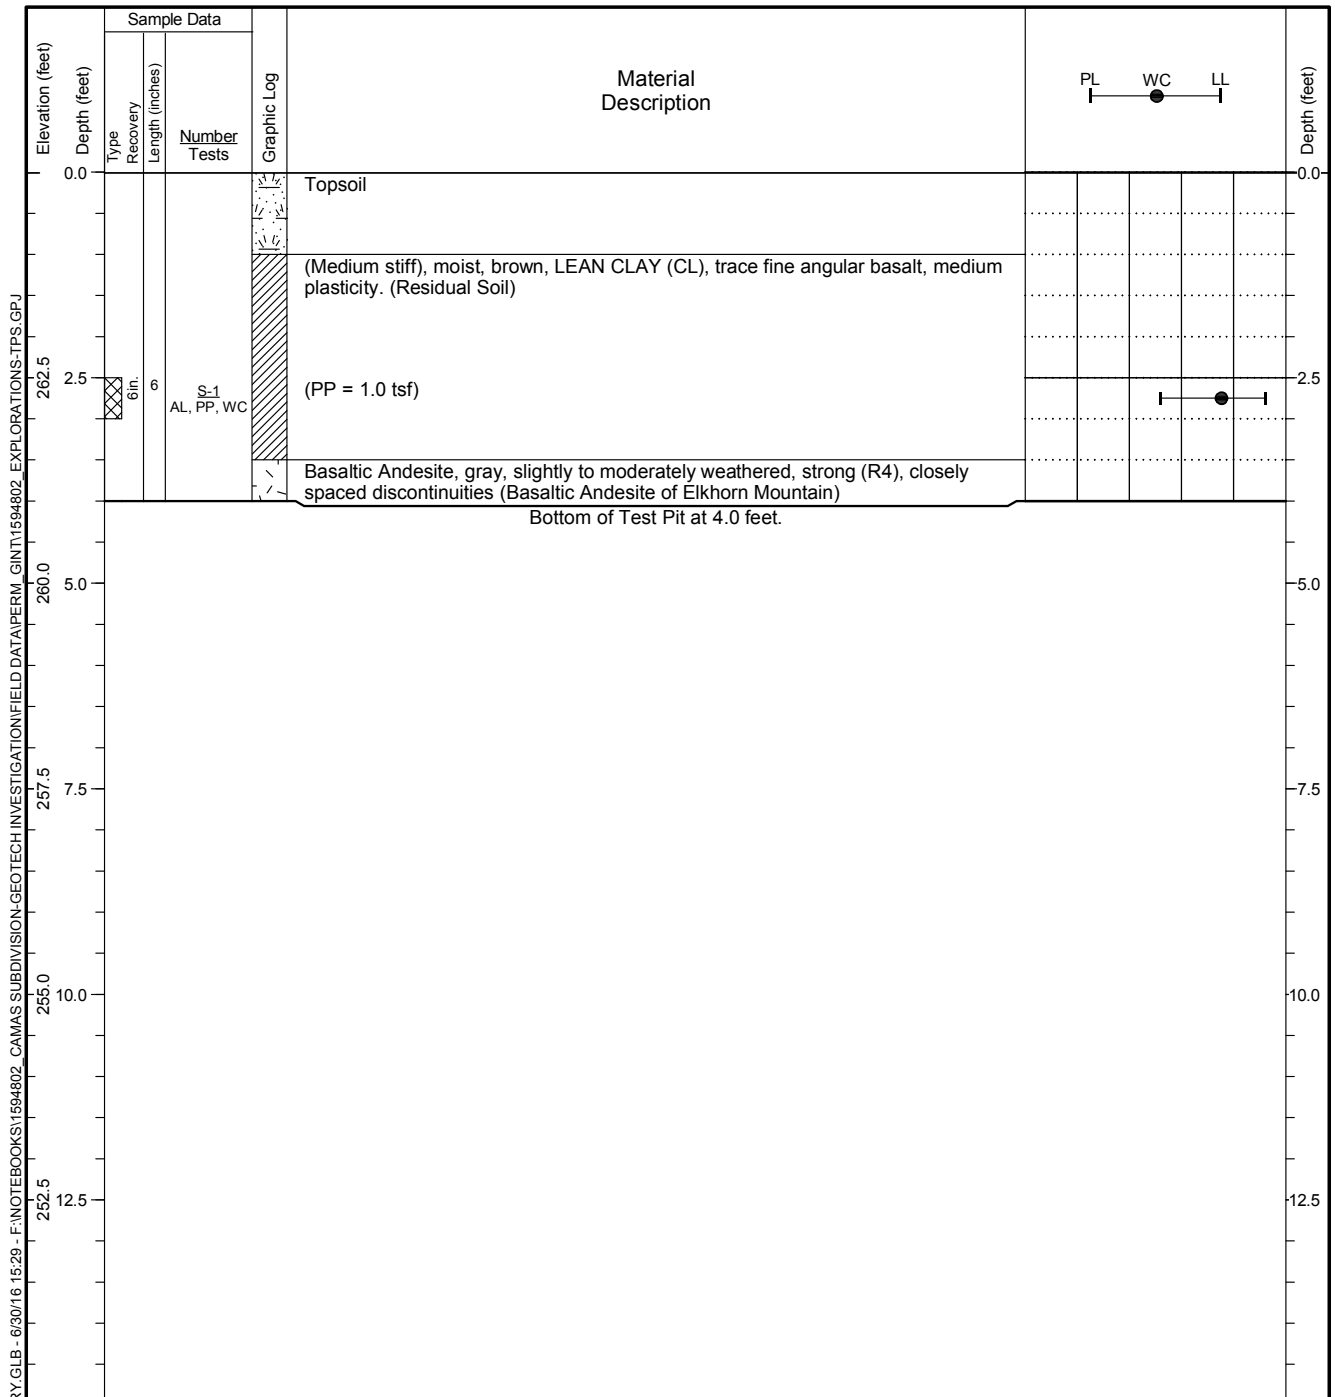 Sample Data
Elevation (feet)
Depth (feet)
Type
Recovery
Length (inches)
Number
Tests
Graphic Log
Material
Description
PL WC LL
Depth (feet)
0.0 0.0
Topsoil
(Medium stiff), moist, brown, LEAN CLAY (CL), trace fine angular basalt, medium
plasticity. (Residual Soil)
262.5 2.5 6in. 6 S-1 (PP = 1.0 tsf) 2.5
AL, PP, WC
Basaltic Andesite, gray, slightly to moderately weathered, strong (R4), closely
spaced discontinuities (Basaltic Andesite of Elkhorn Mountain)
Bottom of Test Pit at 4.0 feet.
260.0 5.0 5.0
257.5 7.5 7.5
255.0 10.0 10.0
252.5 12.5 12.5
RY.GLB - 6/30/16 15:29 - F:\NOTEBOOKS\1594802_CAMAS SUBDIVISION-GEOTECH INVESTIGATION\FIELD DATA\PERM_GINT\1594802_EXPLORATIONS-TPS.GPJ